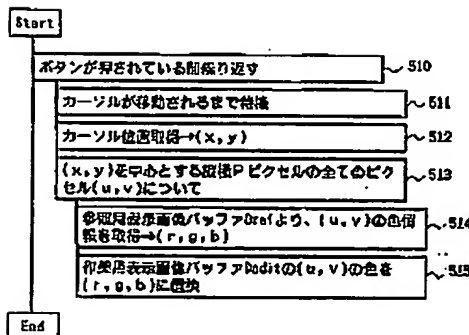 Start
ボタンが押されている間繰り返す
510
カーソルが移動されるまで待機
511
カーソル位置取得→(x, y)
512
(x, y)を中心とする直径Pピクセルの全てのピ
クセル(u, v)について
513
参照用表示画像バッファDrefより、(u, v)の色情
報を取得→(r, g, b)
514
作業用表示画像バッファDeditの(u, v)の色を
(r, g, b)に置換
515
End